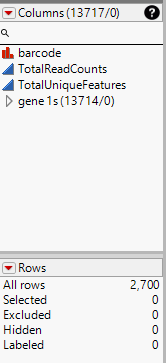 Columns (13717/0)
?
barcode
TotalReadCounts
TotalUniqueFeatures
gene 1s (13714/0)
Rows
All rows 2,700
Selected 0
Excluded 0
Hidden 0
Labeled 0